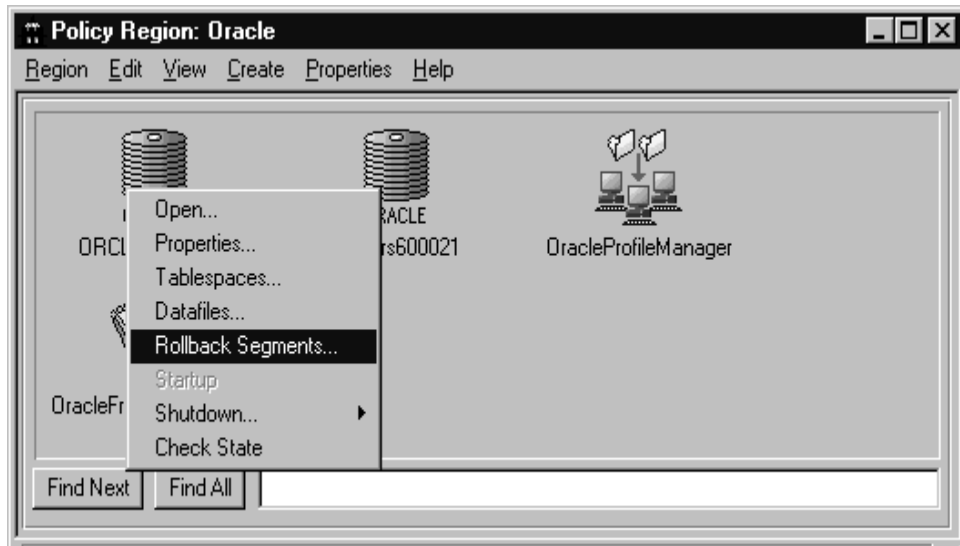 Policy Region: Oracle
Region Edit View Create Properties Help
OracleProfileManager
Open...
Properties...
Tablespaces...
Datafiles...
Rollback Segments...
Startup
Shutdown...
Check State
Find Next Find All